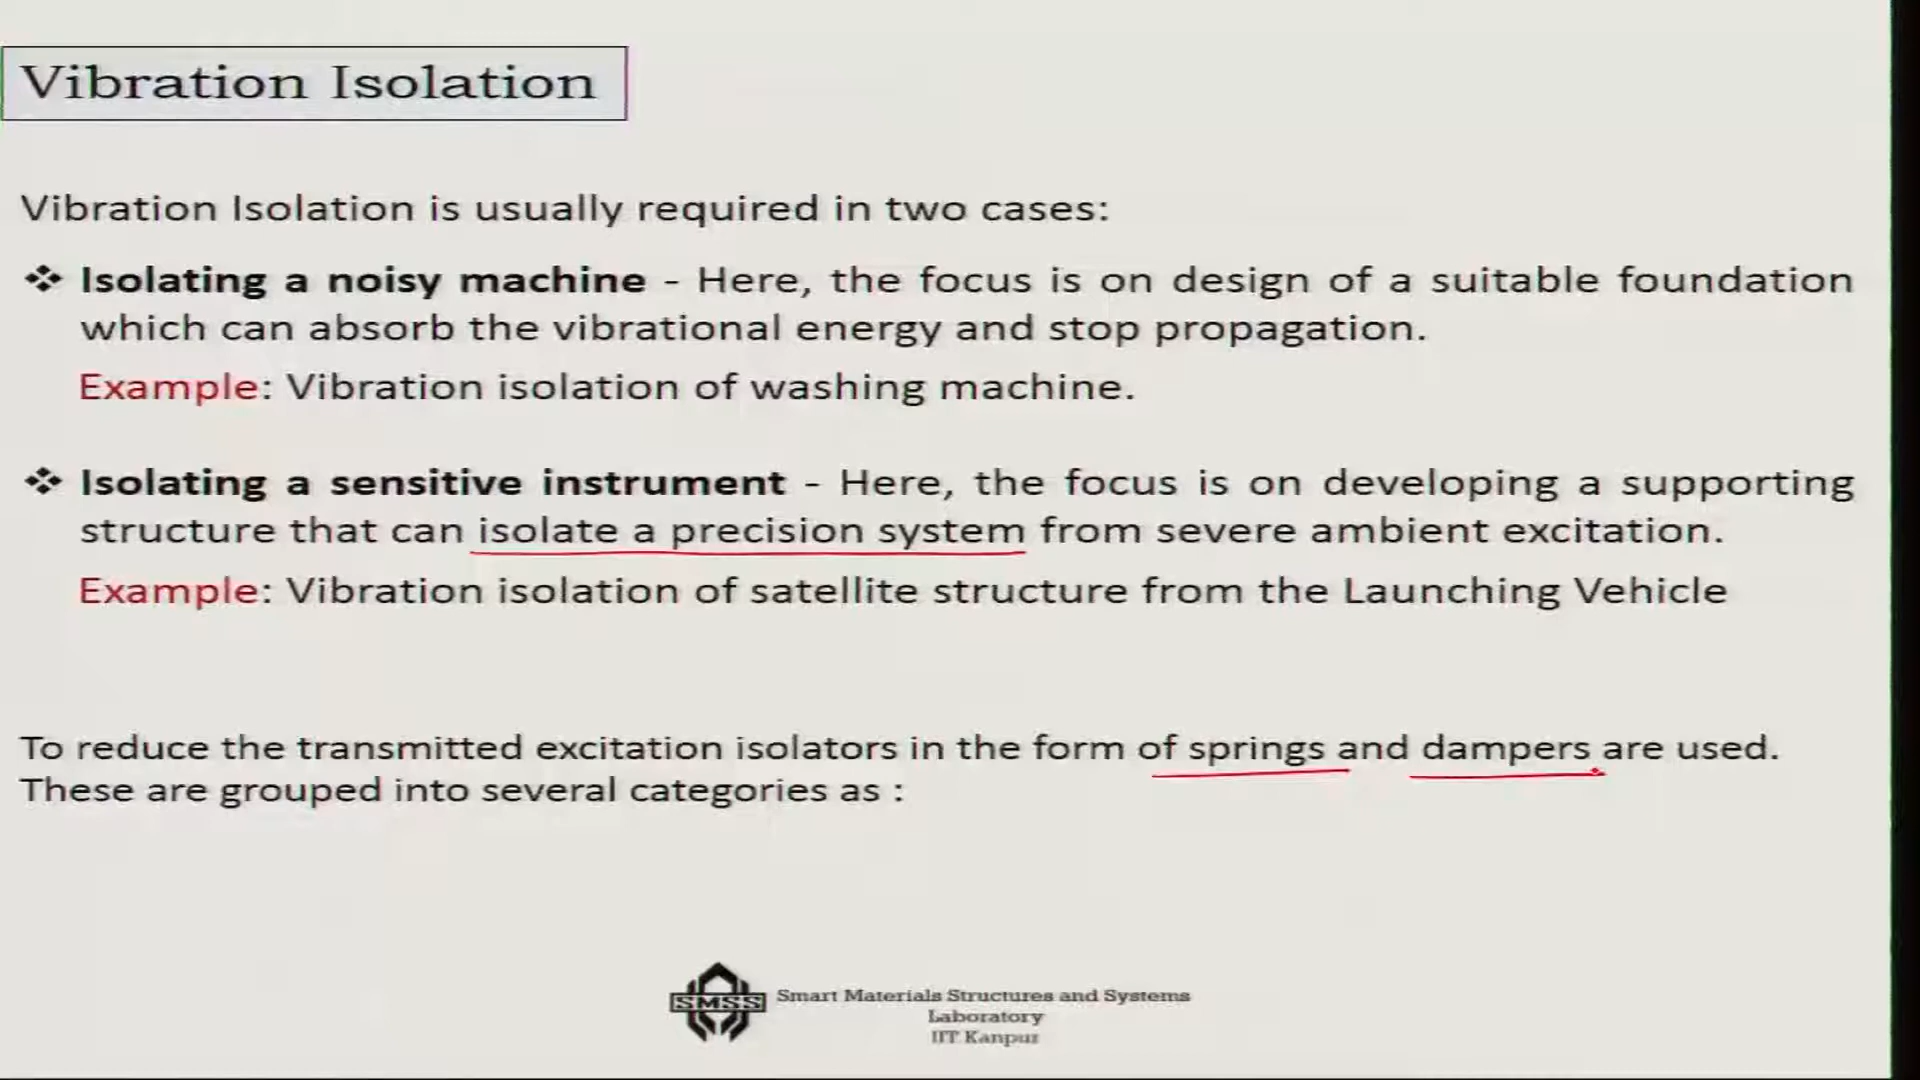 Vibration Isolation
Vibration Isolation is usually required in two cases:
❖ Isolating a noisy machine - Here, the focus is on design of a suitable foundation
which can absorb the vibrational energy and stop propagation.
Example: Vibration isolation of washing machine.
❖ Isolating a sensitive instrument - Here, the focus is on developing a supporting
structure that can isolate a precision system from severe ambient excitation.
Example: Vibration isolation of satellite structure from the Launching Vehicle
To reduce the transmitted excitation isolators in the form of springs and dampers are used.
These are grouped into several categories as :
SMSS
Smart Materials Structures and Systems
Laboratory
IIT Kanpur